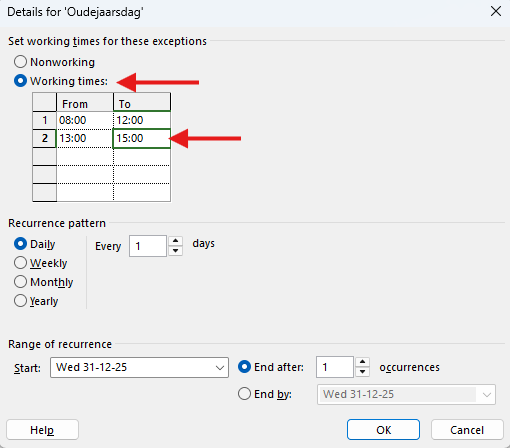 Details for 'Oudejaarsdag'
Set working times for these exceptions
Nonworking
Working times:
From To
1 08:00 12:00
2 13:00 15:00
Recurrence pattern
Daily
Every 1 days
Weekly
Monthly
Yearly
Range of recurrence
Start: Wed 31-12-25 End after: 1 occurrences
End by: Wed 31-12-25
Help OK Cancel